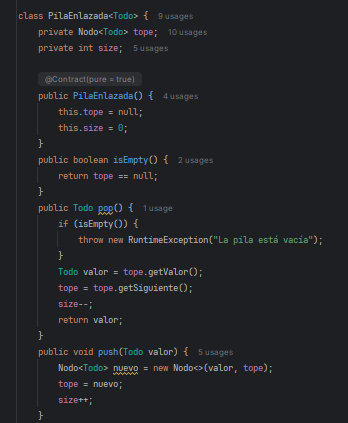 class PilaEnlazada<Todo> { 9 usages
private Nodo<Todo> tope; 10 usages
private int size; 5 usages
@Contract(pure = true)
public PilaEnlazada() { 4 usages
this.tope = null;
this.size = 0;
}
public boolean isEmpty() { 2 usages
return tope == null;
}
public Todo pop() { 1 usage
if (isEmpty()) {
throw new RuntimeException("La pila está vacía");
}
Todo valor = tope.getValor();
tope = tope.getSiguiente();
size--;
return valor;
}
public void push(Todo valor) { 5 usages
Nodo<Todo> nuevo = new Nodo<>(valor, tope);
tope = nuevo;
size++;
}